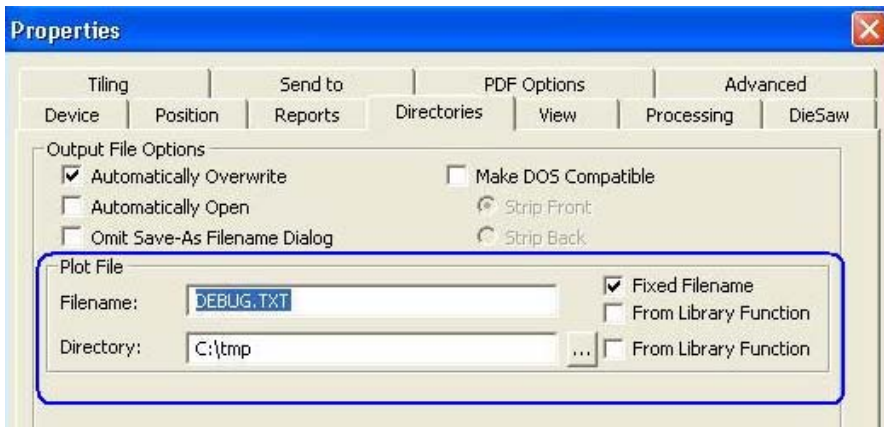 Properties
Tiling Send to PDF Options Advanced
Device Position Reports Directories View Processing DieSaw
Output File Options
Automatically Overwrite Make DOS Compatible
Automatically Open Strip Front
Omit Save-As Filename Dialog Strip Back
Plot File
Filename: DEBUG.TXT Fixed Filename
From Library Function
Directory: C:\tmp ... From Library Function